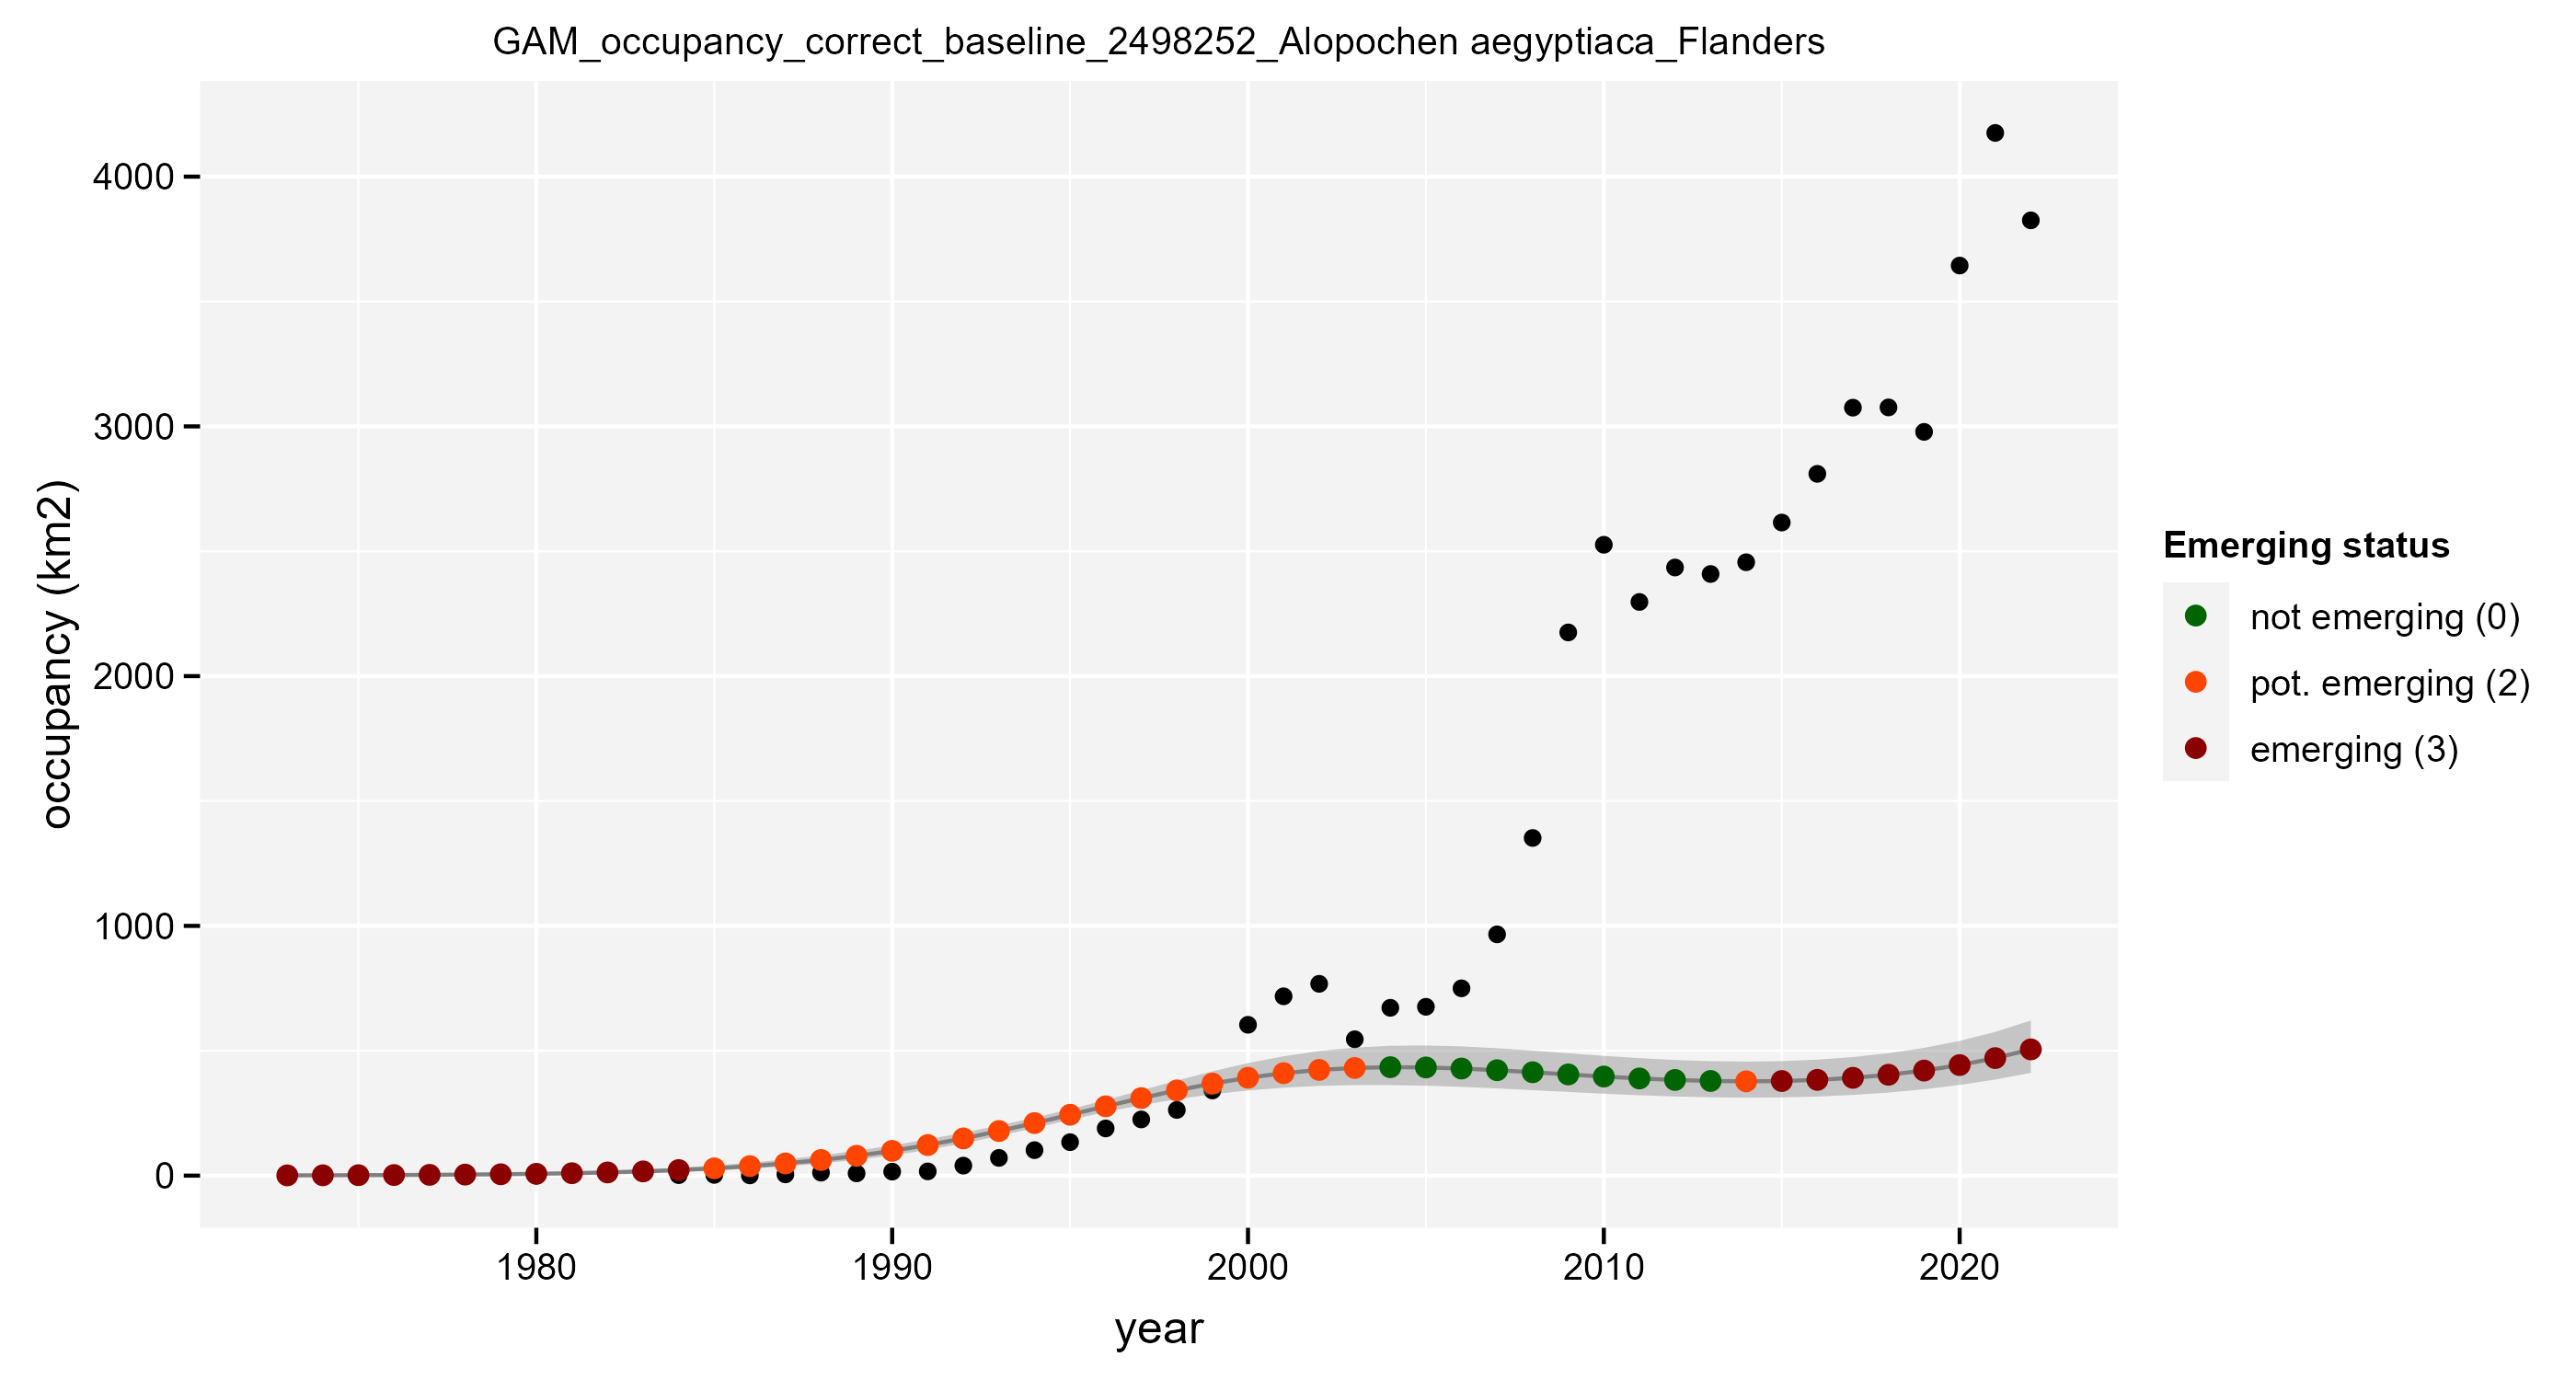 GAM_occupancy_correct_baseline_2498252_Alopochen aegyptiaca_Flanders
occupancy (km2)
4000
3000
2000
1000
0
1980
1990
2000
2010
2020
year
Emerging status
not emerging (0)
pot. emerging (2)
emerging (3)